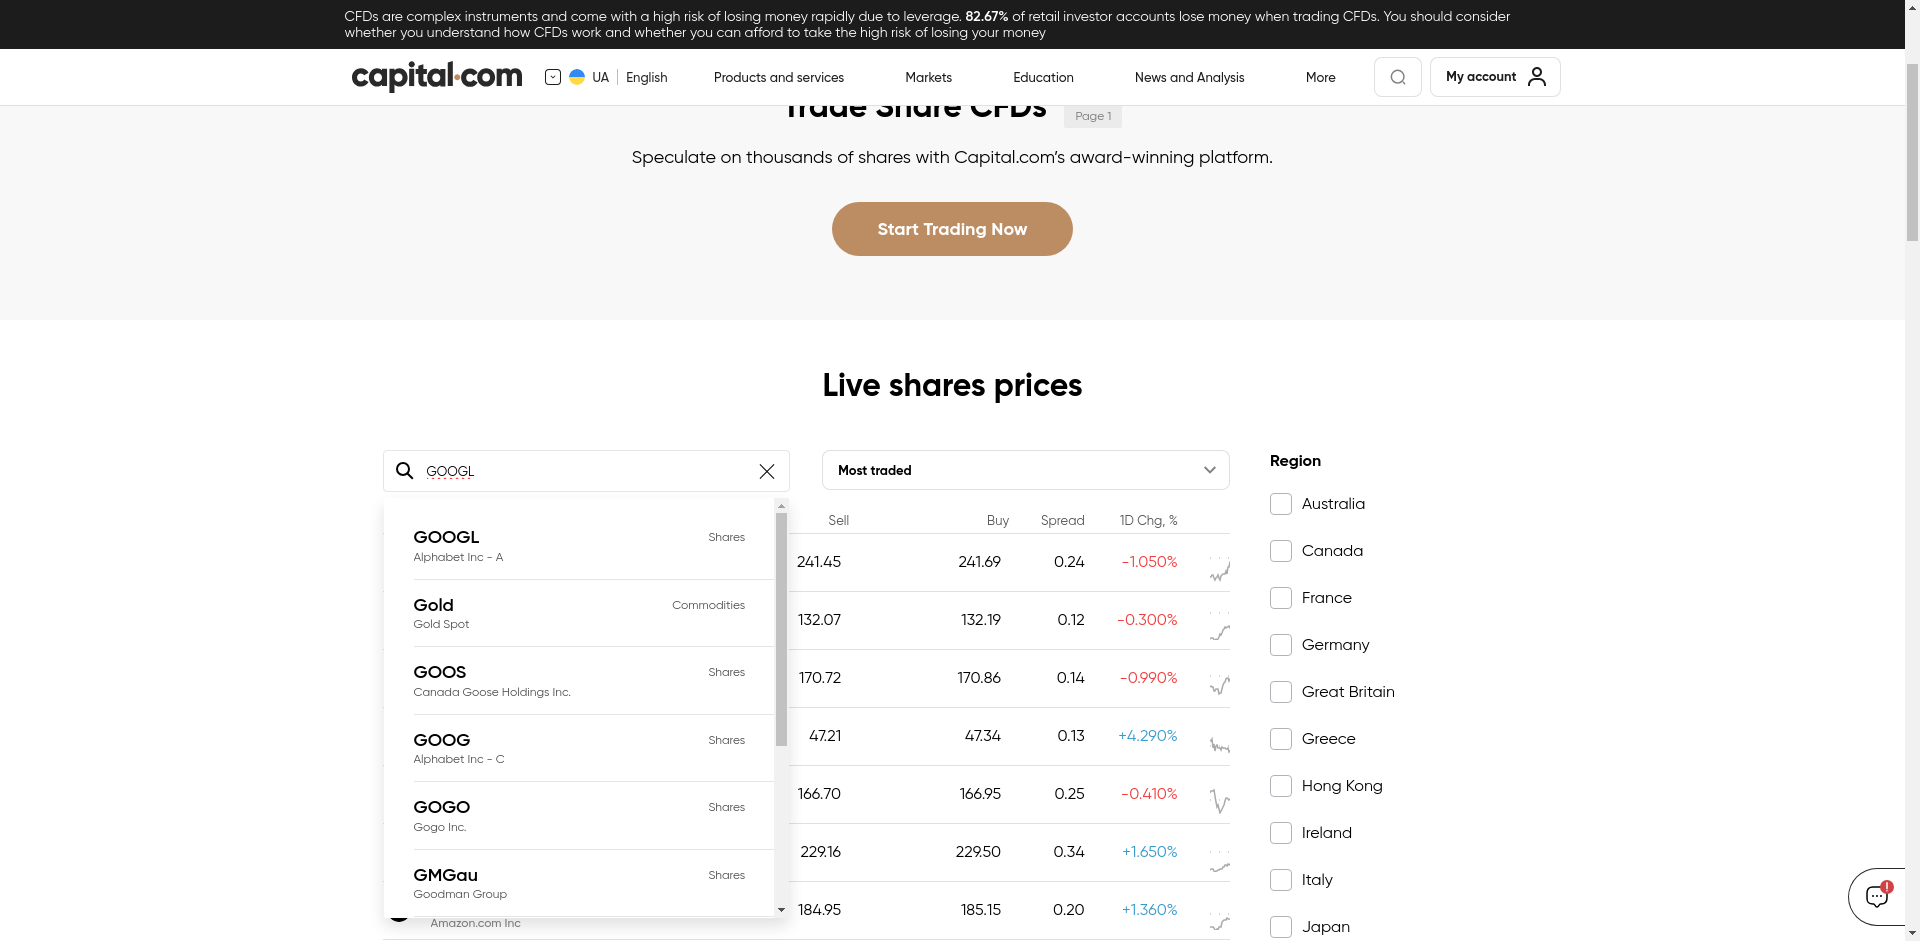 CFDs are complex instruments and come with a high risk of losing money rapidly due to leverage. 82.67% of retail investor accounts lose money when trading CFDs. You should consider
whether you understand how CFDs work and whether you can afford to take the high risk of losing your money
capital.com UA English Products and services Markets Education News and Analysis More My account
Trade Share CFDs Page 1
Speculate on thousands of shares with Capital.com’s award-winning platform.
Start Trading Now
Live shares prices
GOOGL Most traded Region
Australia
Sell Buy Spread 1D Chg, %
GOOGL Shares
Alphabet Inc - A
241.45 241.69 0.24 -1.050%
Canada
Gold Commodities
Gold Spot
132.07 132.19 0.12 -0.300%
France
Germany
GOOS Shares
Canada Goose Holdings Inc.
170.72 170.86 0.14 -0.990%
Great Britain
GOOG Shares
Alphabet Inc - C
47.21 47.34 0.13 +4.290%
Greece
Hong Kong
GOGO Shares
Gogo Inc.
166.70 166.95 0.25 -0.410%
Ireland
229.16 229.50 0.34 +1.650%
GMGau Shares
Goodman Group
Italy
184.95 185.15 0.20 +1.360%
Amazon.com Inc
Japan